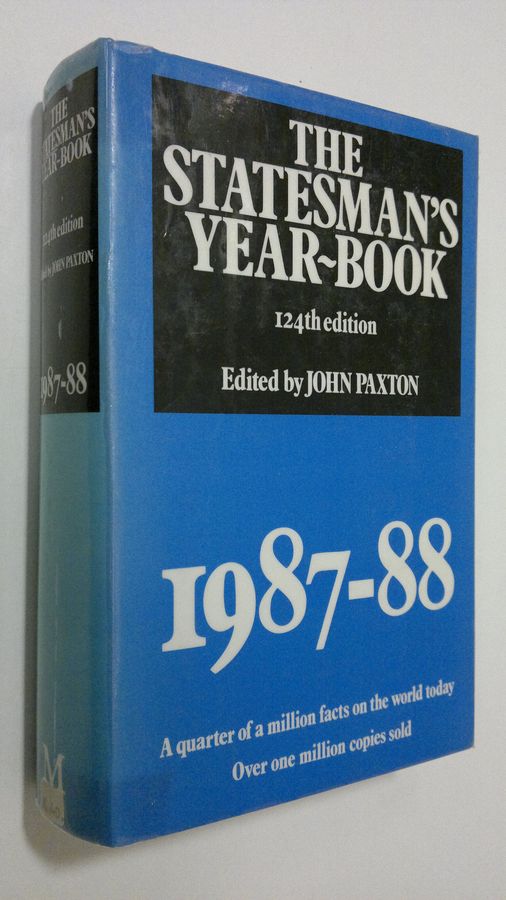 THE
STATESMAN'S
YEAR-BOOK
124th edition
Edited by JOHN PAXTON
1987-88
A quarter of a million facts on the world today
Over one million copies sold
THE
STATESMAN'S
YEAR-BOOK
124th edition
by JOHN PAXTON
1987-88
M